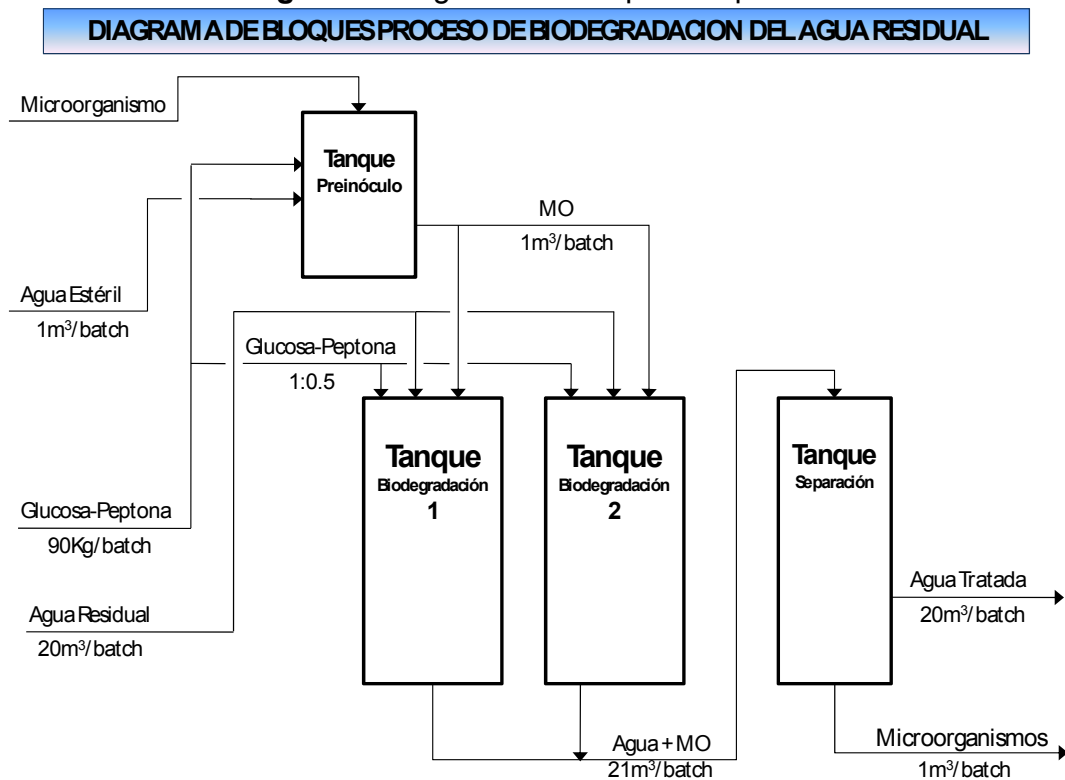 DIAGRAMA DE BLOQUES PROCESO DE BIODEGRADACION DEL AGUA RESIDUAL
Microorganismo
Tanque
Preinóculo
MO
1m³/batch
Agua Estéril
1m³/batch
Glucosa-Peptona
1:0.5
Tanque
Biodegradación
1
Tanque
Biodegradación
2
Tanque
Separación
Glucosa-Peptona
90Kg/batch
Agua Residual
20m³/batch
Agua Tratada
20m³/batch
Agua + MO
21m³/batch
Microorganismos
1m³/batch